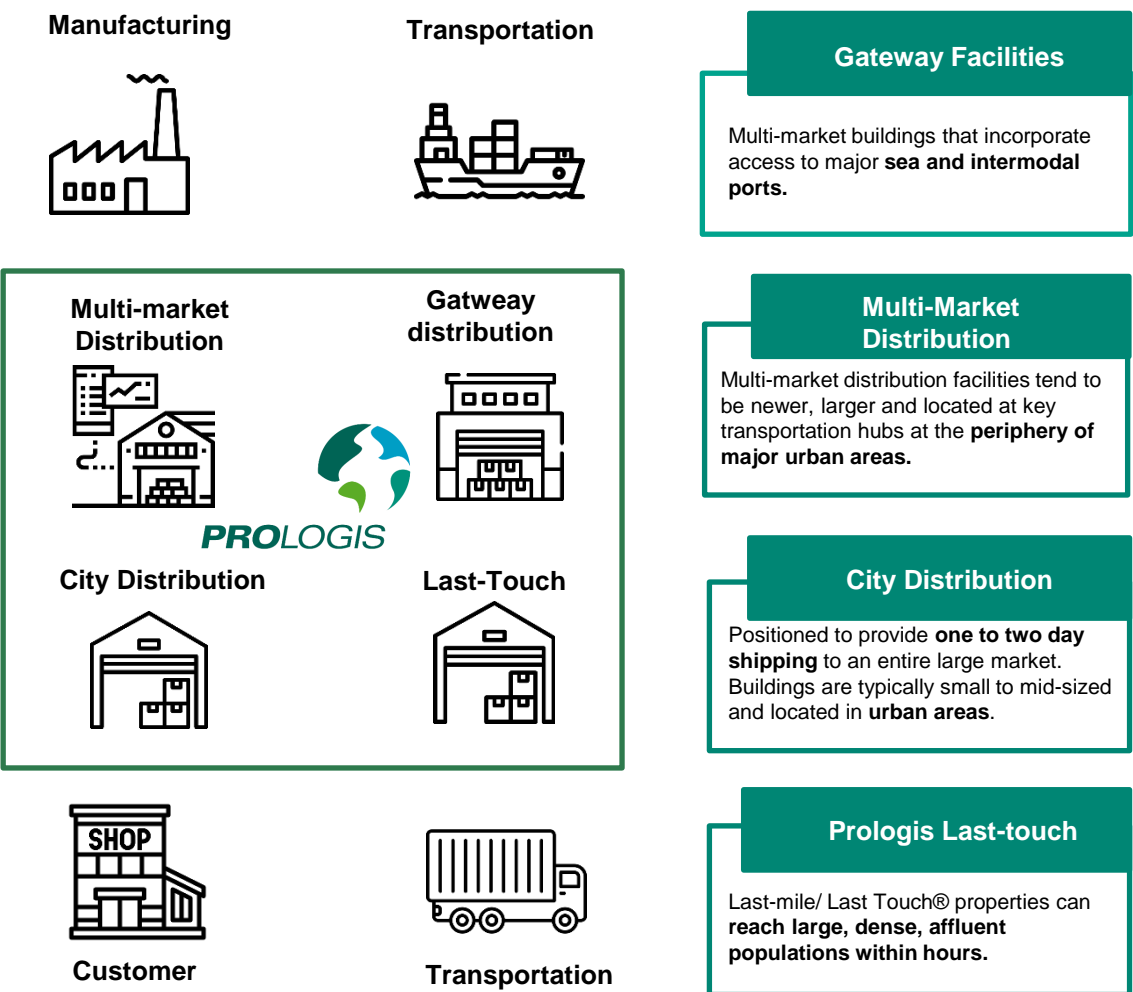 Manufacturing
Transportation
Gateway Facilities
Multi-market buildings that incorporate
access to major sea and intermodal
ports.
Multi-market
Distribution
Gatweay
distribution
PROLOGIS
City Distribution
Last-Touch
Multi-Market
Distribution
Multi-market distribution facilities tend to
be newer, larger and located at key
transportation hubs at the periphery of
major urban areas.
City Distribution
Positioned to provide one to two day
shipping to an entire large market.
Buildings are typically small to mid-sized
and located in urban areas.
SHOP
Customer
Transportation
Prologis Last-touch
Last-mile/ Last Touch® properties can
reach large, dense, affluent
populations within hours.